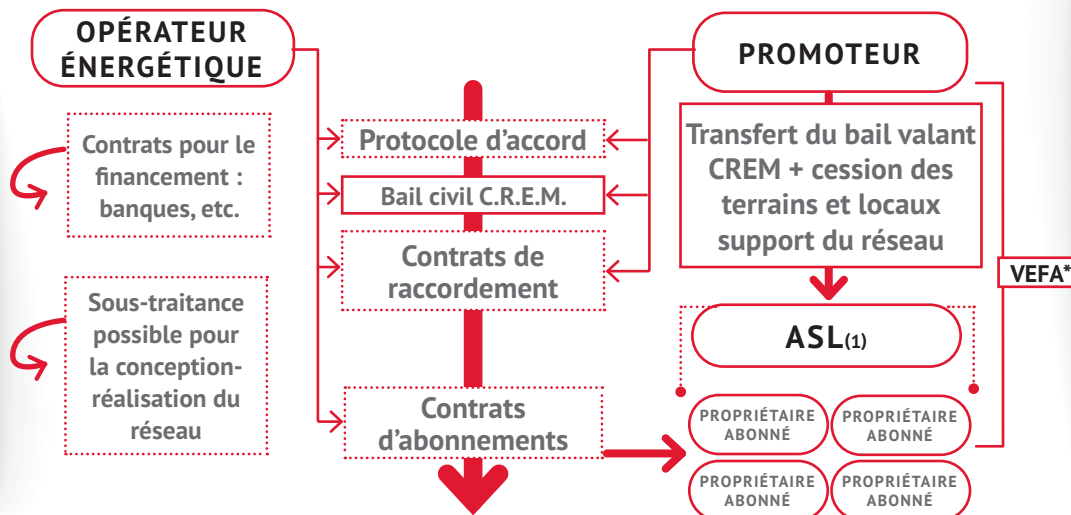 OPÉRATEUR
ÉNERGÉTIQUE
Contrats pour le
financement :
banques, etc.
Sous-traitance
possible pour
la conception-
réalisation du
réseau
Protocole d’accord
Bail civil C.R.E.M.
Contrats de
raccordement
Contrats
d’abonnements
PROMOTEUR
Transfert du bail valant
CREM + cession des
terrains et locaux
support du réseau
VEFA*
ASL(1)
PROPRIÉTAIRE
ABONNÉ
PROPRIÉTAIRE
ABONNÉ
PROPRIÉTAIRE
ABONNÉ
PROPRIÉTAIRE
ABONNÉ